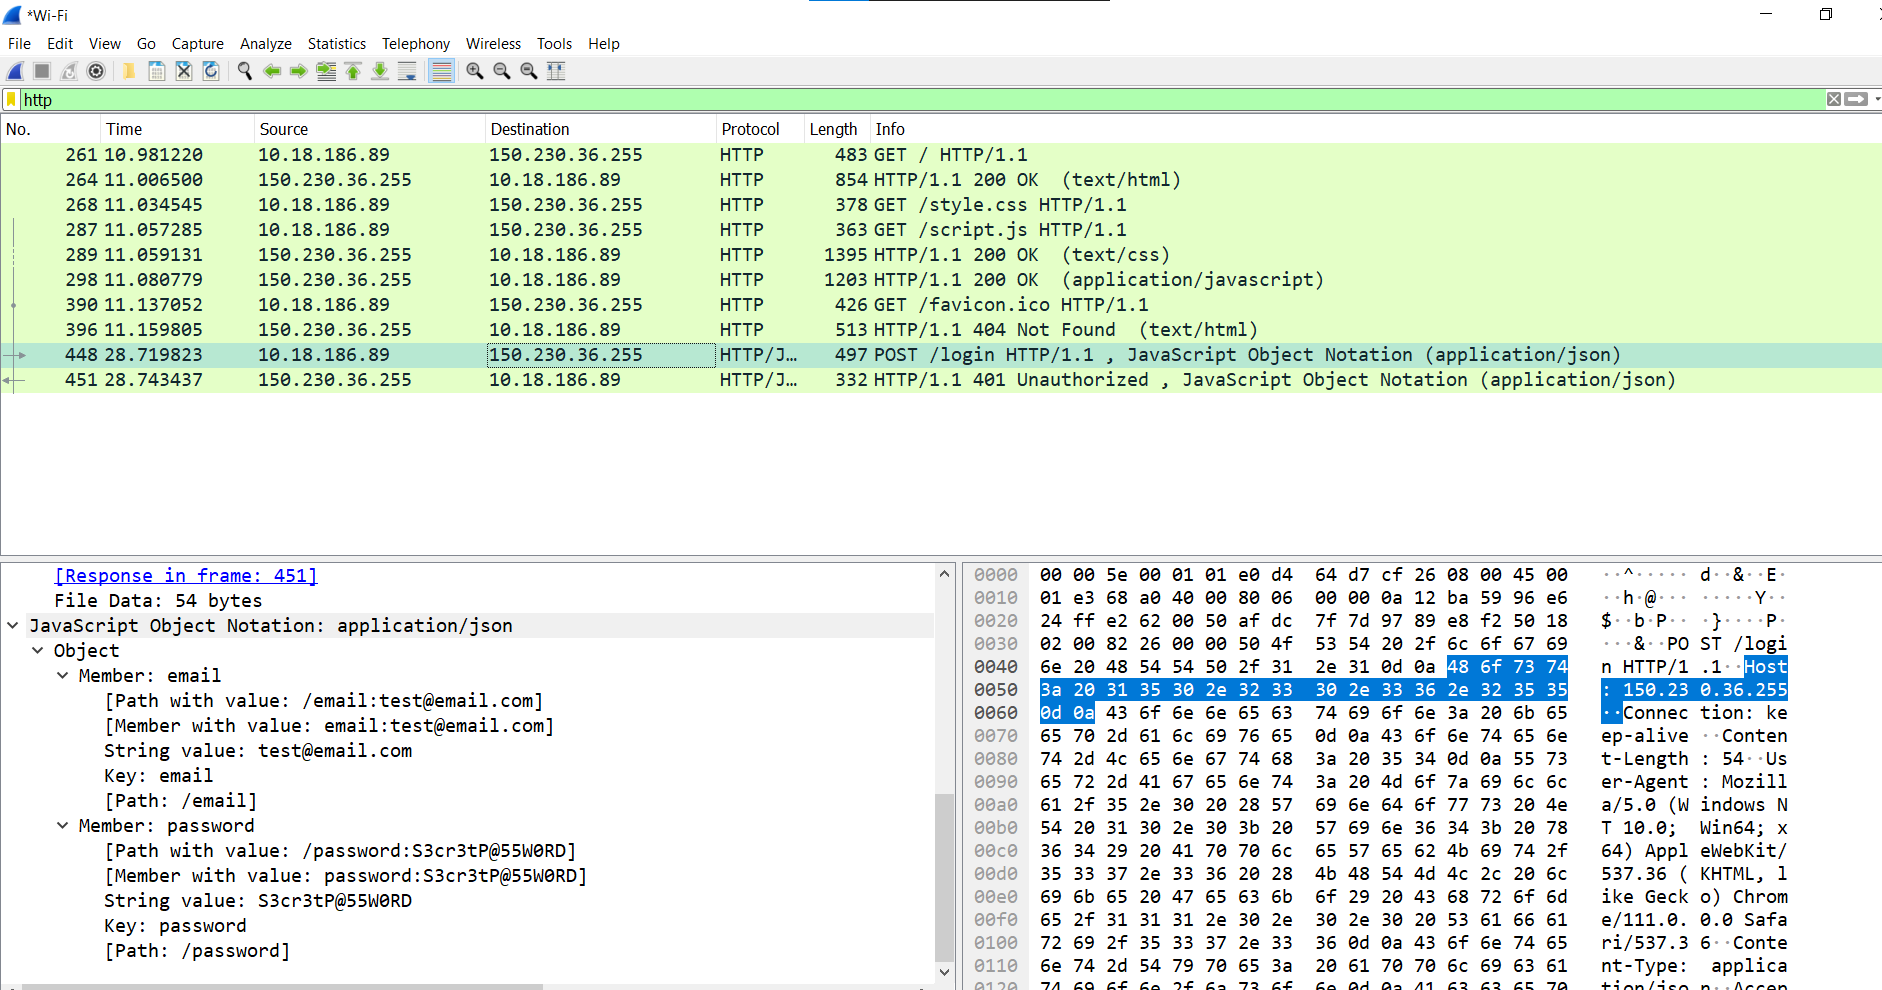 *Wi-Fi
File Edit View Go Capture Analyze Statistics Telephony Wireless Tools Help
http
No. Time Source Destination Protocol Length Info
261 10.981220 10.18.186.89 150.230.36.255 HTTP 483 GET / HTTP/1.1
264 11.006500 150.230.36.255 10.18.186.89 HTTP 854 HTTP/1.1 200 OK (text/html)
268 11.034545 10.18.186.89 150.230.36.255 HTTP 378 GET /style.css HTTP/1.1
287 11.057285 10.18.186.89 150.230.36.255 HTTP 363 GET /script.js HTTP/1.1
289 11.059131 150.230.36.255 10.18.186.89 HTTP 1395 HTTP/1.1 200 OK (text/css)
298 11.080779 150.230.36.255 10.18.186.89 HTTP 1203 HTTP/1.1 200 OK (application/javascript)
390 11.137052 10.18.186.89 150.230.36.255 HTTP 426 GET /favicon.ico HTTP/1.1
396 11.159805 150.230.36.255 10.18.186.89 HTTP 513 HTTP/1.1 404 Not Found (text/html)
448 28.719823 10.18.186.89 150.230.36.255 HTTP/J… 497 POST /login HTTP/1.1 , JavaScript Object Notation (application/json)
451 28.743437 150.230.36.255 10.18.186.89 HTTP/J… 332 HTTP/1.1 401 Unauthorized , JavaScript Object Notation (application/json)
[Response in frame: 451]
File Data: 54 bytes
JavaScript Object Notation: application/json
Object
Member: email
[Path with value: /email:test@email.com]
[Member with value: email:test@email.com]
String value: test@email.com
Key: email
[Path: /email]
Member: password
[Path with value: /password:S3cr3tP@55W0RD]
[Member with value: password:S3cr3tP@55W0RD]
String value: S3cr3tP@55W0RD
Key: password
[Path: /password]
0000 00 00 5e 00 01 01 e0 d4 64 d7 cf 26 08 00 45 00 ··^····· d··&··E·
0010 01 e3 68 a0 40 00 80 06 00 00 0a 12 ba 59 96 e6 ··h·@··· ·····Y··
0020 24 ff e2 62 00 50 af dc 7f 7d 97 89 e8 f2 50 18 $··b·P·· ·}····P·
0030 02 00 82 26 00 00 50 4f 53 54 20 2f 6c 6f 67 69 ···&··PO ST /logi
0040 6e 20 48 54 54 50 2f 31 2e 31 0d 0a 48 6f 73 74 n HTTP/1 .1··Host
0050 3a 20 31 35 30 2e 32 33 30 2e 33 36 2e 32 35 35 : 150.23 0.36.255
0060 0d 0a 43 6f 6e 6e 65 63 74 69 6f 6e 3a 20 6b 65 ··Connec tion: ke
0070 65 70 2d 61 6c 69 76 65 0d 0a 43 6f 6e 74 65 6e ep-alive ··Conten
0080 74 2d 4c 65 6e 67 74 68 3a 20 35 34 0d 0a 55 73 t-Length : 54··Us
0090 65 72 2d 41 67 65 6e 74 3a 20 4d 6f 7a 69 6c 6c er-Agent : Mozill
00a0 61 2f 35 2e 30 20 28 57 69 6e 64 6f 77 73 20 4e a/5.0 (W indows N
00b0 54 20 31 30 2e 30 3b 20 57 69 6e 36 34 3b 20 78 T 10.0; Win64; x
00c0 36 34 29 20 41 70 70 6c 65 57 65 62 4b 69 74 2f 64) Appl eWebKit/
00d0 35 33 37 2e 33 36 20 28 4b 48 54 4d 4c 2c 20 6c 537.36 ( KHTML, l
00e0 69 6b 65 20 47 65 63 6b 6f 29 20 43 68 72 6f 6d ike Geck o) Chrom
00f0 65 2f 31 31 31 2e 30 2e 30 2e 30 20 53 61 66 61 e/111.0. 0.0 Safa
0100 72 69 2f 35 33 37 2e 33 36 0d 0a 43 6f 6e 74 65 ri/537.3 6··Conte
0110 6e 74 2d 54 79 70 65 3a 20 61 70 70 6c 69 63 61 nt-Type: applica
0120 74 69 6f 6e 2f 6a 73 6f 6e 0d 0a 41 63 63 65 70 tion/jso n··Accep